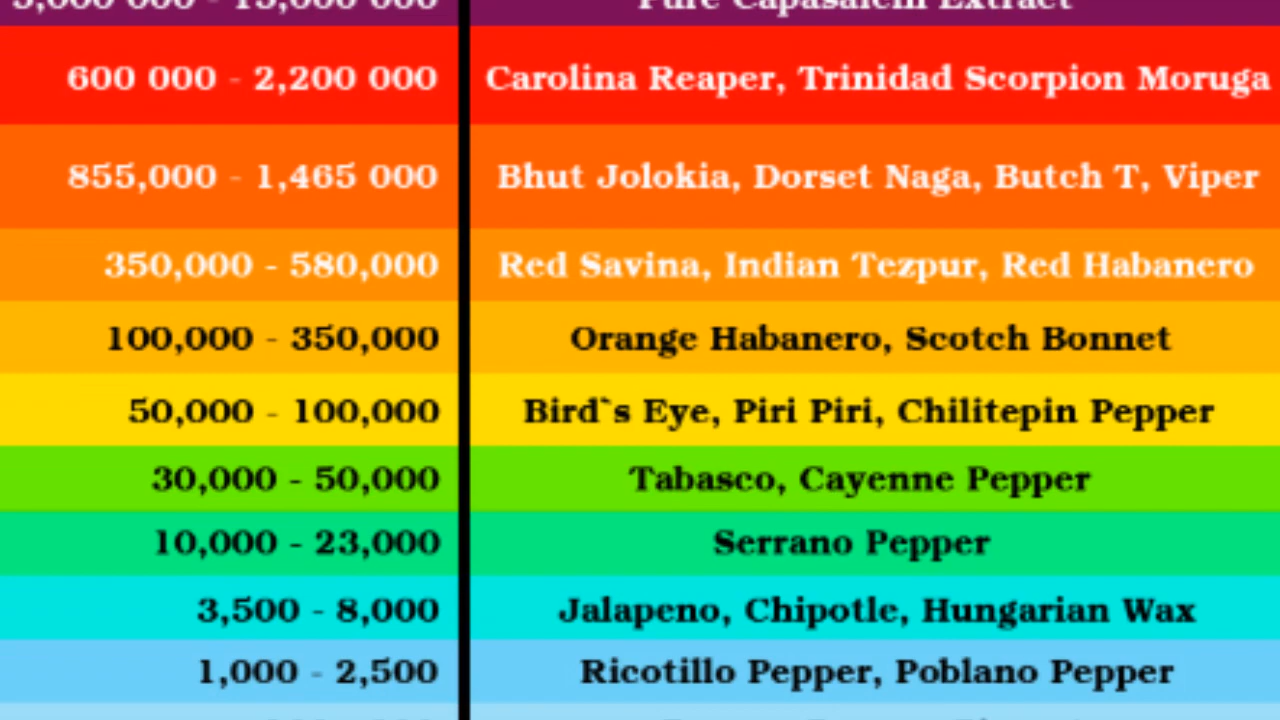 600 000 - 2,200 000 Carolina Reaper, Trinidad Scorpion Moruga
855,000 - 1,465 000 Bhut Jolokia, Dorset Naga, Butch T, Viper
350,000 - 580,000 Red Savina, Indian Tezpur, Red Habanero
100,000 - 350,000 Orange Habanero, Scotch Bonnet
50,000 - 100,000 Bird`s Eye, Piri Piri, Chilitepin Pepper
30,000 - 50,000 Tabasco, Cayenne Pepper
10,000 - 23,000 Serrano Pepper
3,500 - 8,000 Jalapeno, Chipotle, Hungarian Wax
1,000 - 2,500 Ricotillo Pepper, Poblano Pepper